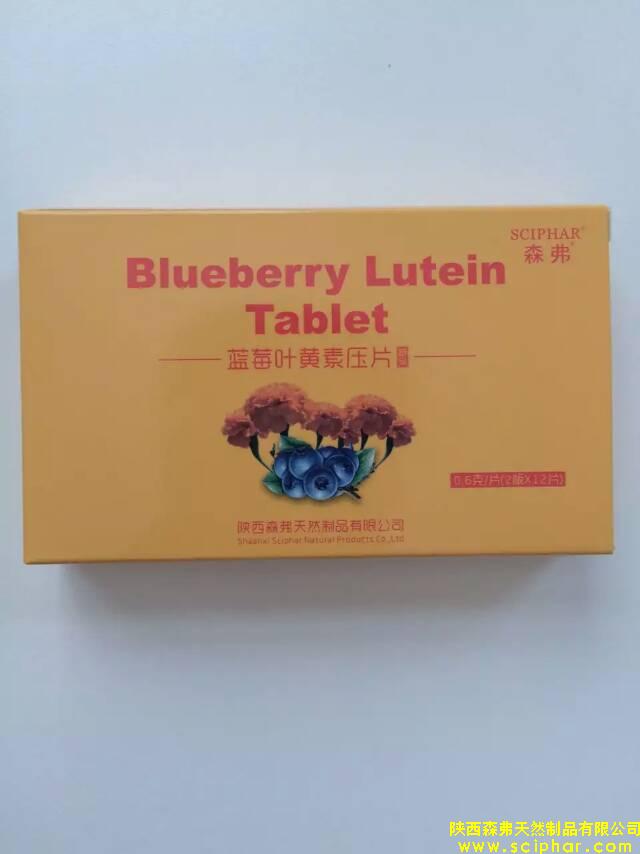 SCIPHAR®
森弗®
Blueberry Lutein
Tablet
蓝莓叶黄素压片
0.6克/片(2版X12片)
陕西森弗天然制品有限公司
Shaanxi Sciphar Natural Products Co.,Ltd
陕西森弗天然制品有限公司
www.sciphar.com